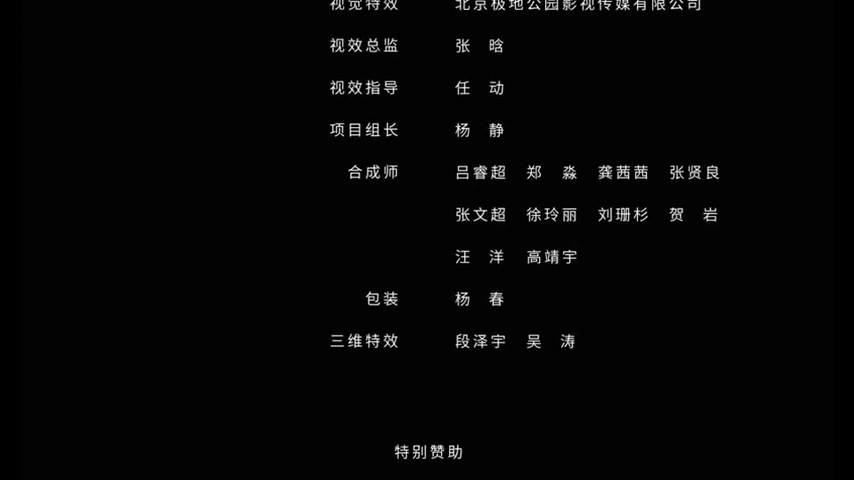 视觉特效 北京极地公园影视传媒有限公司
视效总监 张 晗
视效指导 任 动
项目组长 杨 静
合成师 吕睿超 郑 淼 龚茜茜 张贤良
张文超 徐玲丽 刘珊杉 贺 岩
汪 洋 高靖宇
包装 杨 春
三维特效 段泽宇 吴 涛
特别赞助